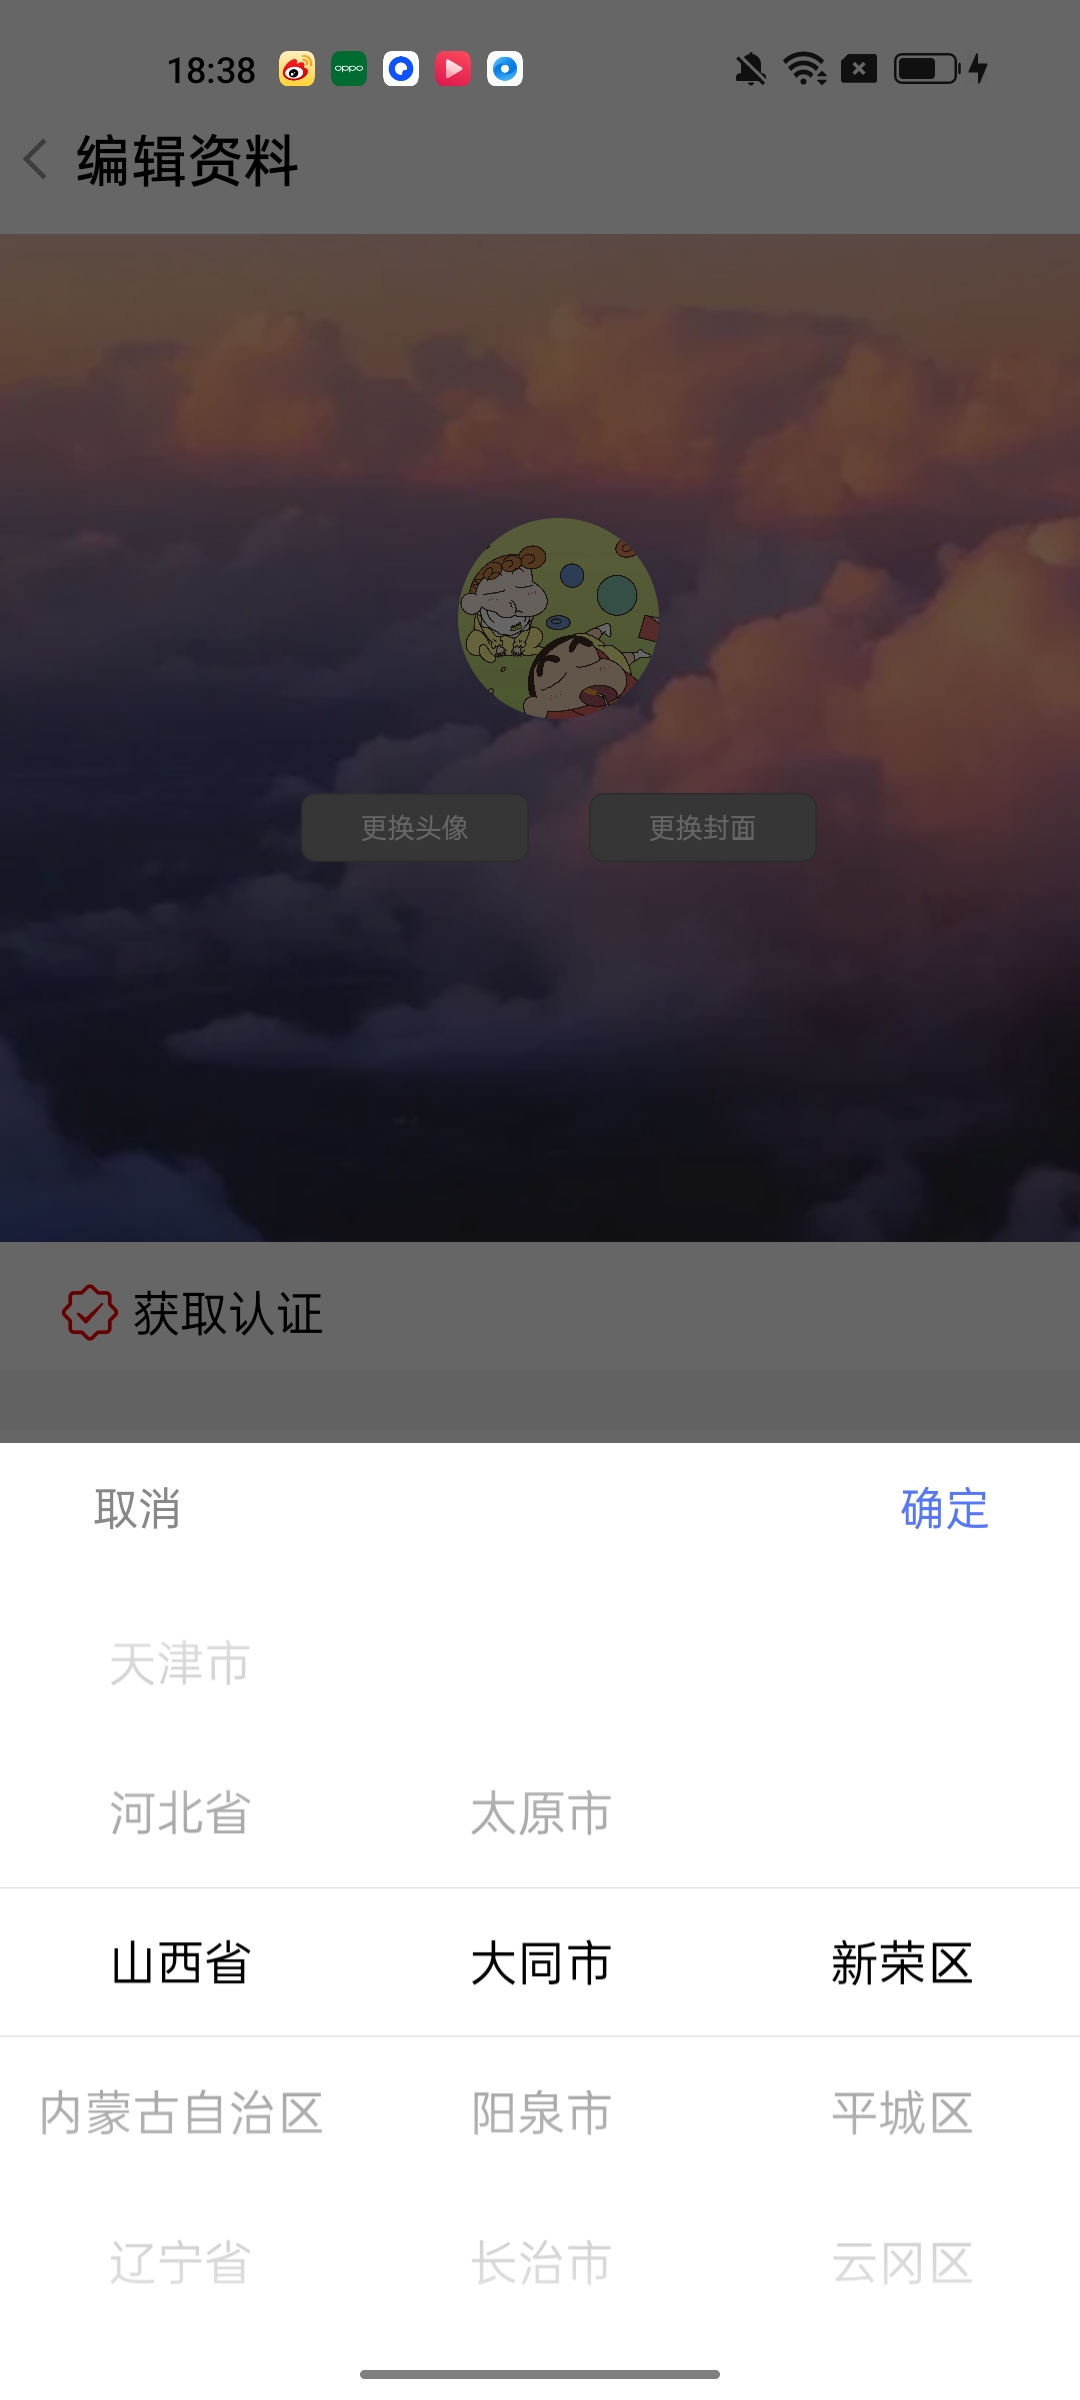 18:38
oppo
编辑资料
更换头像 更换封面
获取认证
取消 确定
天津市
河北省 太原市
山西省 大同市 新荣区
内蒙古自治区 阳泉市 平城区
辽宁省 长治市 云冈区